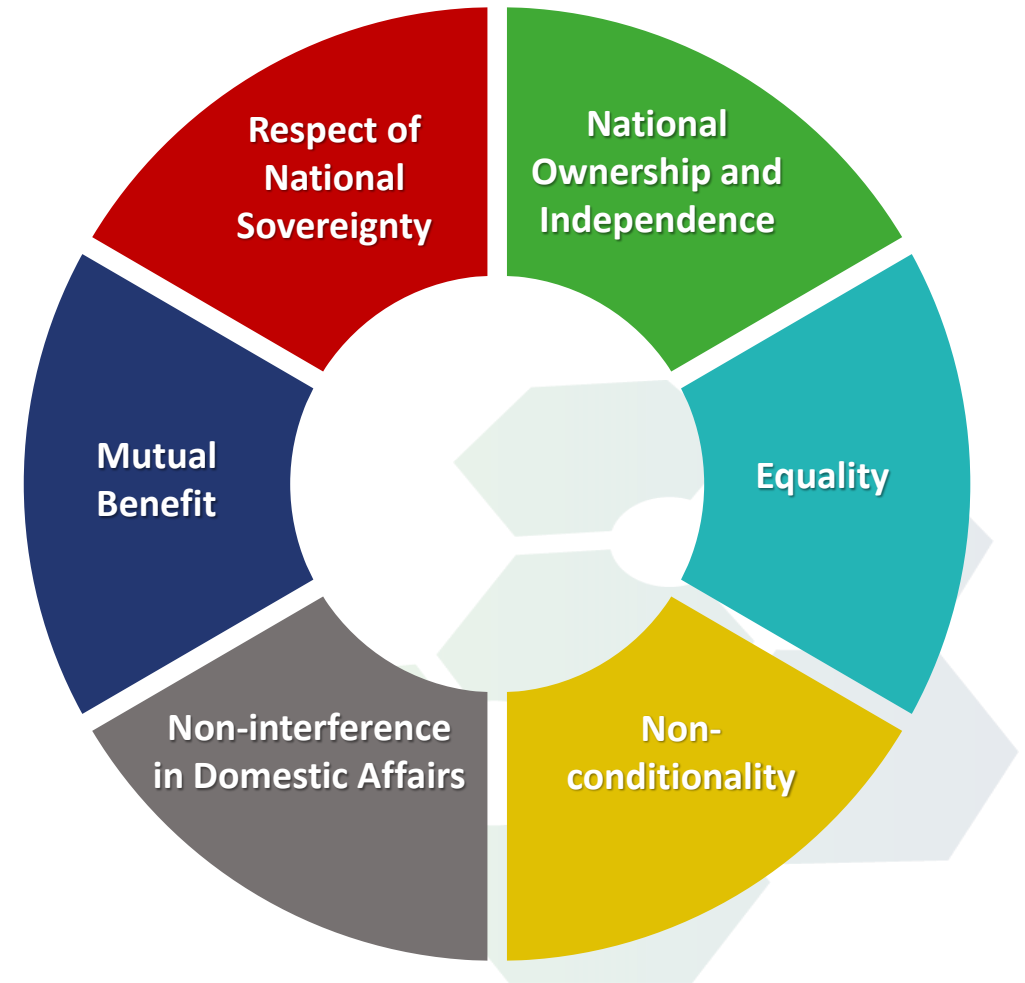 Respect of
National
Sovereignty
National
Ownership and
Independence
Equality
Non-
conditionality
Non-interference
in Domestic Affairs
Mutual
Benefit